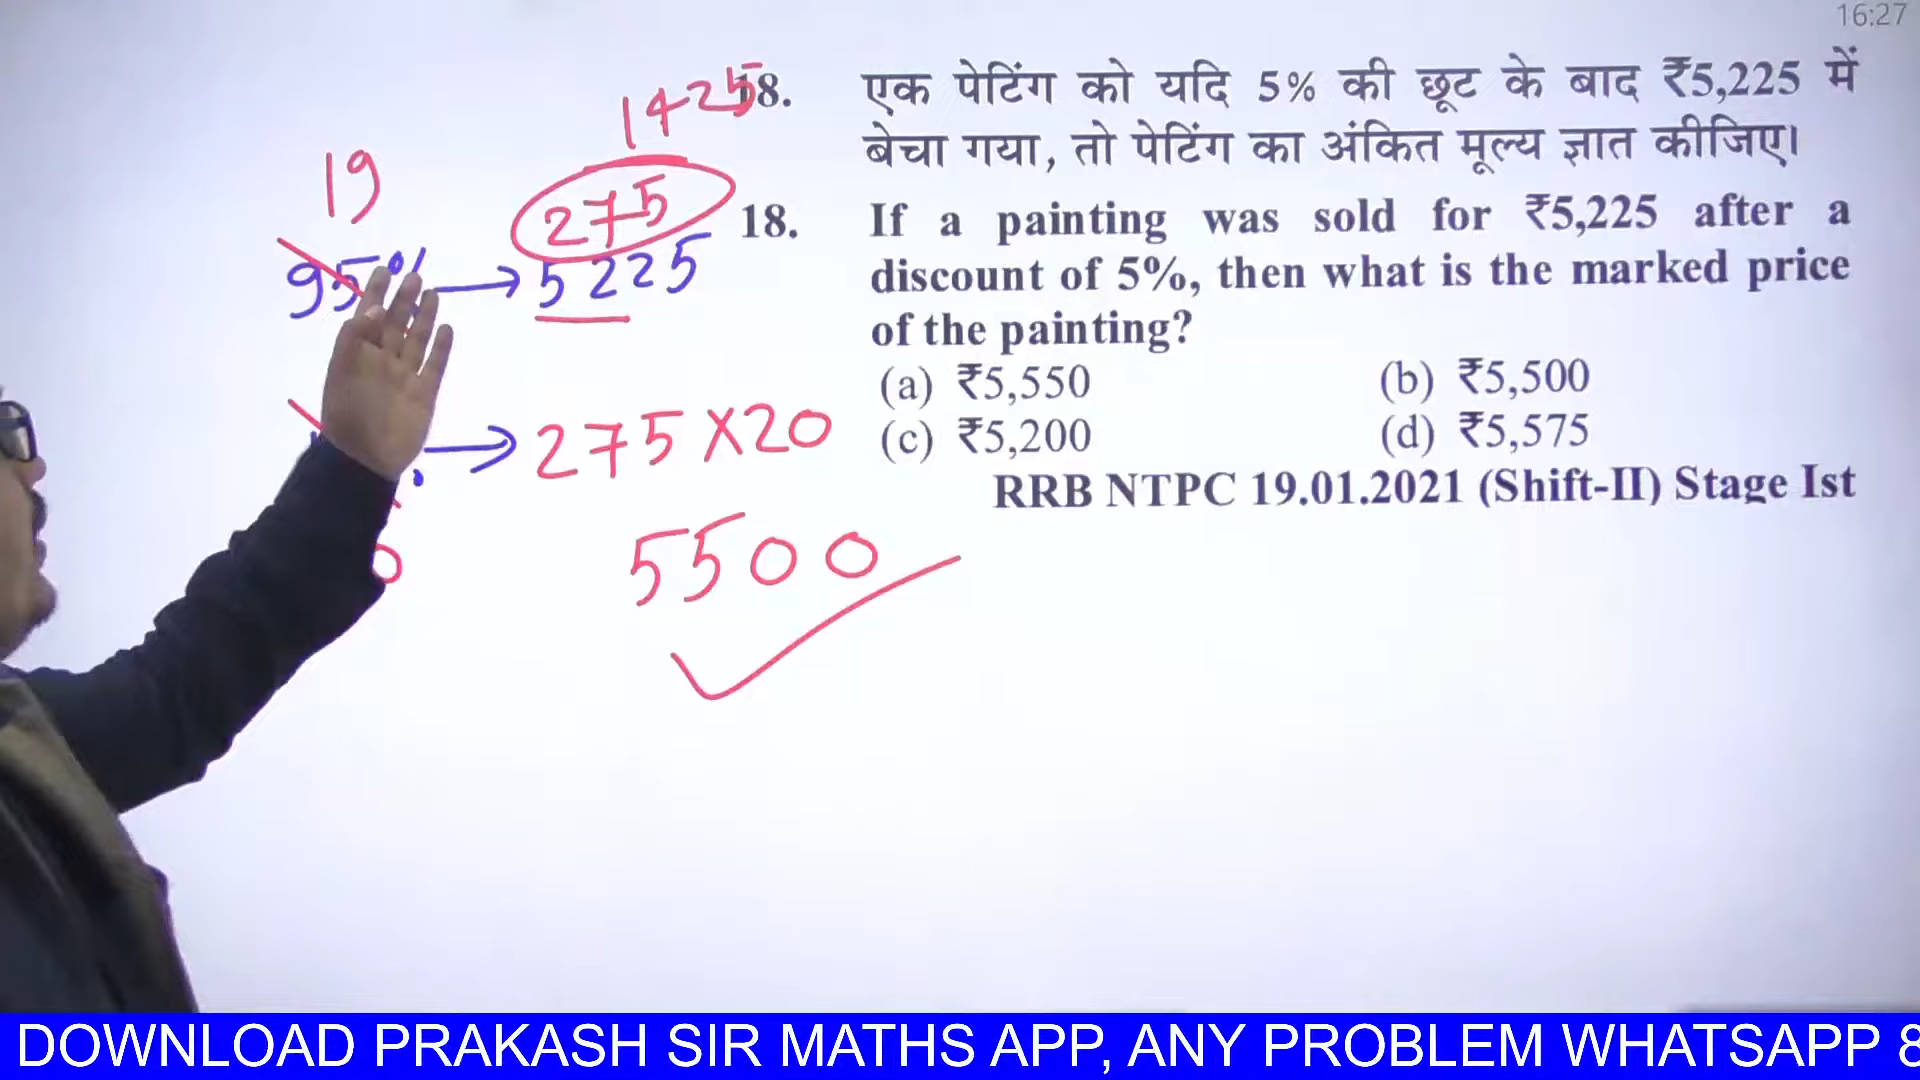 16:27
18. एक पेटिंग को यदि 5% की छूट के बाद ₹5,225 में
बेचा गया, तो पेटिंग का अंकित मूल्य ज्ञात कीजिए।
18. If a painting was sold for ₹5,225 after a
discount of 5%, then what is the marked price
of the painting?
(a) ₹5,550 (b) ₹5,500
(c) ₹5,200 (d) ₹5,575
RRB NTPC 19.01.2021 (Shift-II) Stage Ist
1425
19 275
95% → 5225
→ 275 × 20
5500
DOWNLOAD PRAKASH SIR MATHS APP, ANY PROBLEM WHATSAPP 8